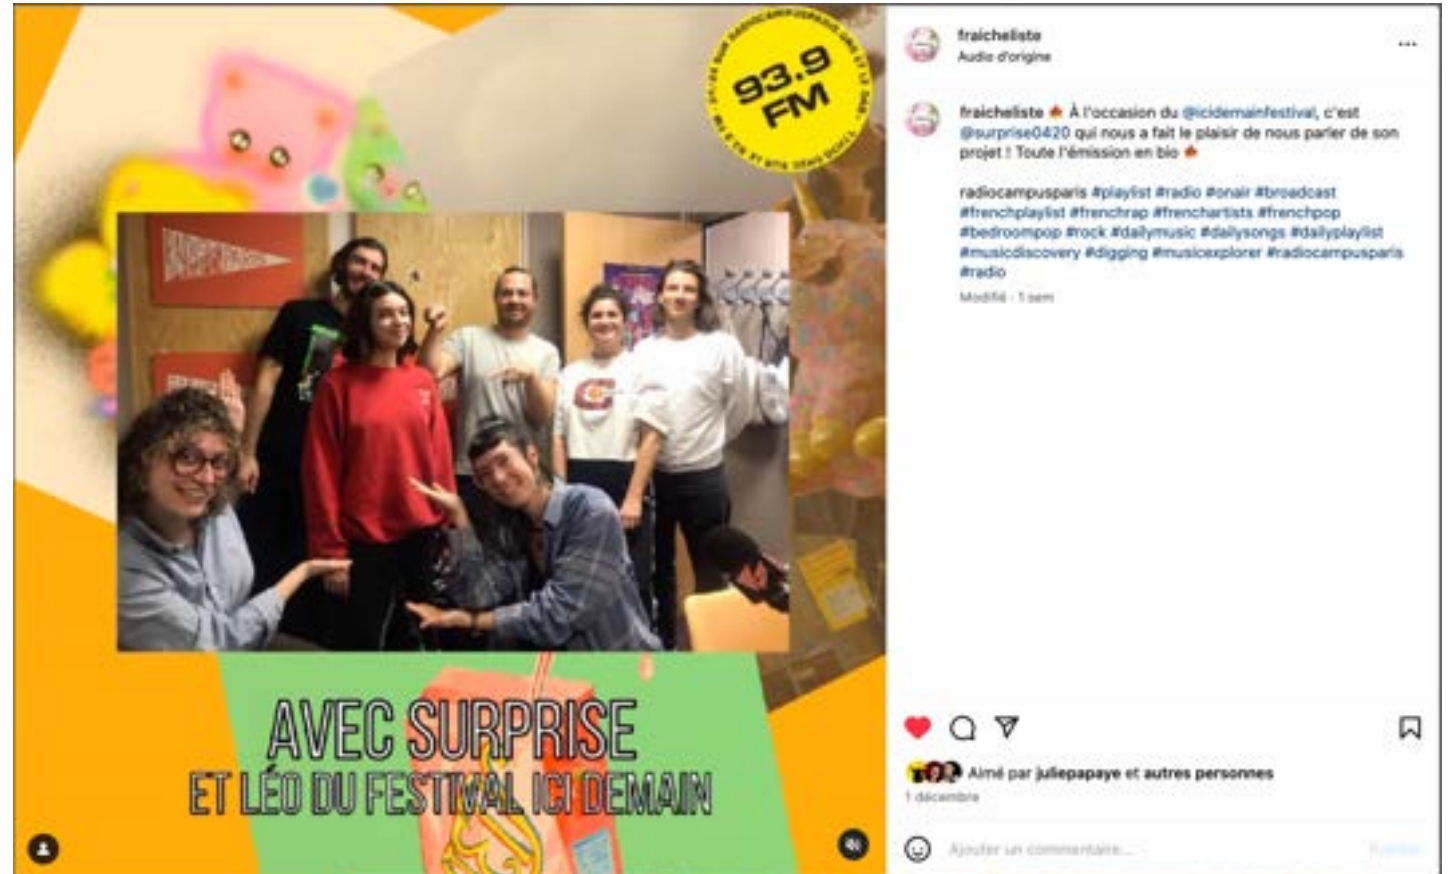 93.9
FM
AVEC SURPRISE
ET LÉO DU FESTIVAL ICI DEMAIN
fraicheliste
Audio d'origine
fraicheliste 🍁 À l'occasion du @icidemainfestival, c'est
@surprise0420 qui nous a fait le plaisir de nous parler de son
projet ! Toute l'émission en bio 🍁
radiocampusparis #playlist #radio #onair #broadcast
#frenchplaylist #frenchrap #frenchartists #frenchpop
#bedroompop #rock #dailymusic #dailysongs #dailyplaylist
#musicdiscovery #digging #musicexplorer #radiocampusparis
#radio
Modifié · 1 sem
Aimé par juliepapaye et autres personnes
1 décembre
Ajouter un commentaire...
Publier